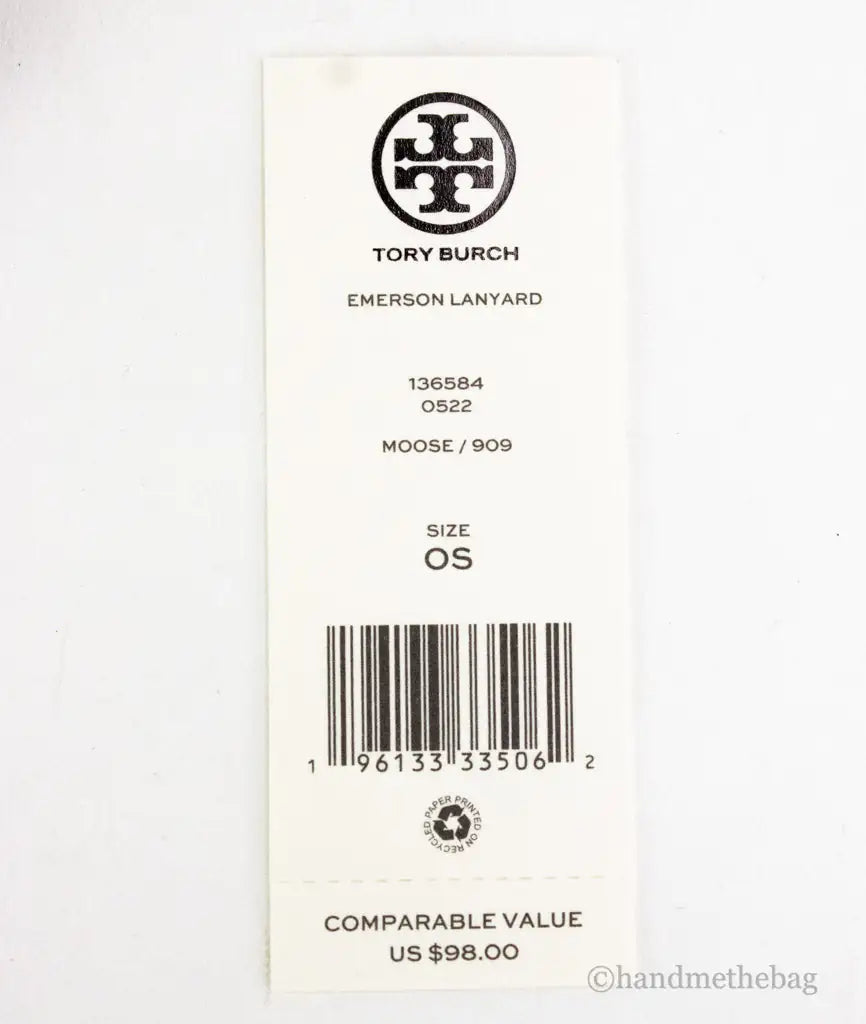 TORY BURCH
EMERSON LANYARD
136584
0522
MOOSE / 909
SIZE
OS
1 96133 33506 2
PRINTED ON RECYCLED PAPER
COMPARABLE VALUE
US $98.00
©handmethebag